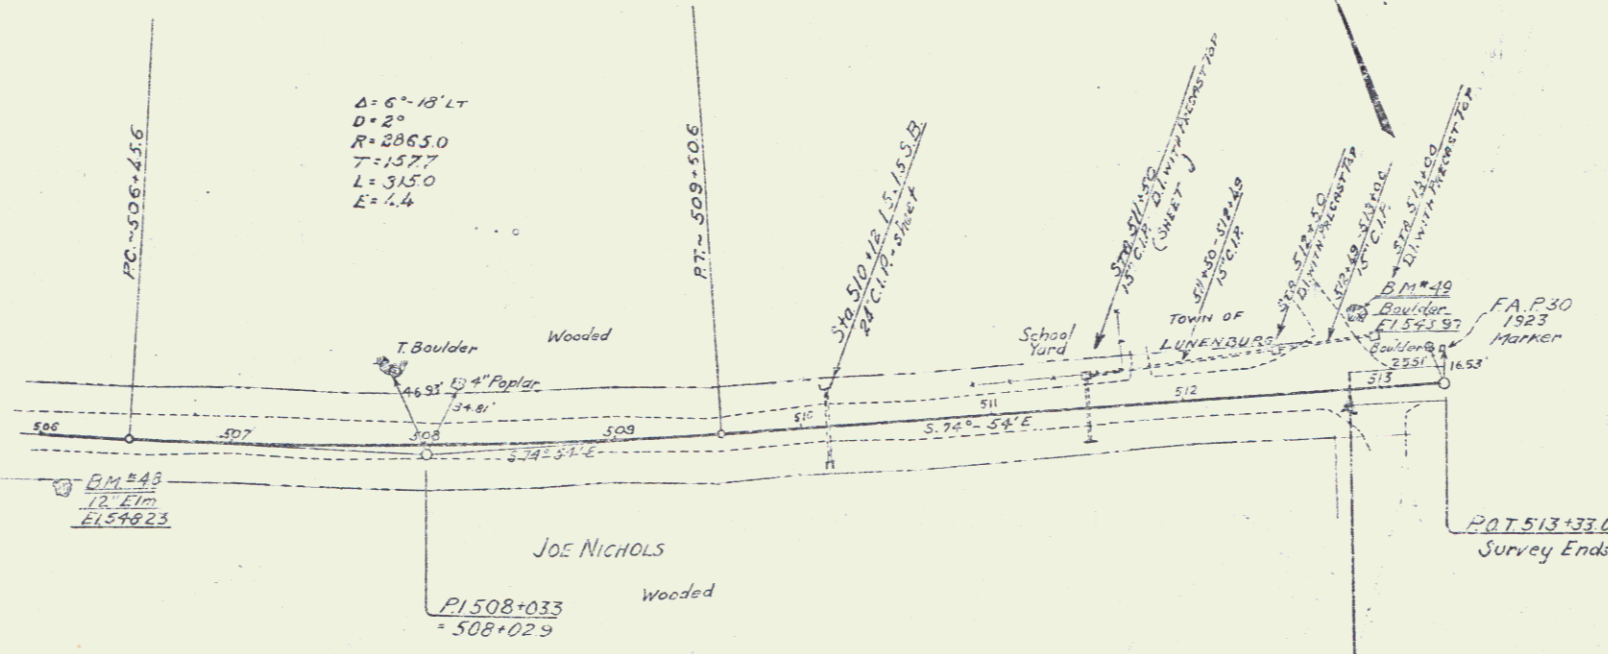 P.C. ~ 506+45.6
Δ = 6°-18' LT
D = 2°
R = 2865.0
T = 157.7
L = 315.0
E = 4.4
P.T. ~ 509+50.6
Sta. 510+12 LS. 1.5 S.B.
24" C.I.P. - sheet
STA. 511+50
15" C.I.P. D.I. WITH PRECAST TOP
(SHEET )
511+50 - 512+49
15" C.I.P.
STA. 512+50
D.I. WITH PRECAST TOP
512+49 - 513+00
15" C.I.P.
STA. 513+00
D.I. WITH PRECAST TOP
B.M. #49
Boulder
El. 543.97
F.A.P. 30
1923
Marker
TOWN OF
LUNENBURG
School
Yard
Boulder
25.51'
16.53'
Wooded
T. Boulder
4" Poplar
46.93'
34.81'
506
507
508
509
510
511
512
513
S. 74° - 54' E
S. 74° - 54' E
B.M. #48
12" Elm
El. 548.23
JOE NICHOLS
Wooded
P.I. 508+03.3
= 508+02.9
P.O.T. 513+33.0
Survey Ends